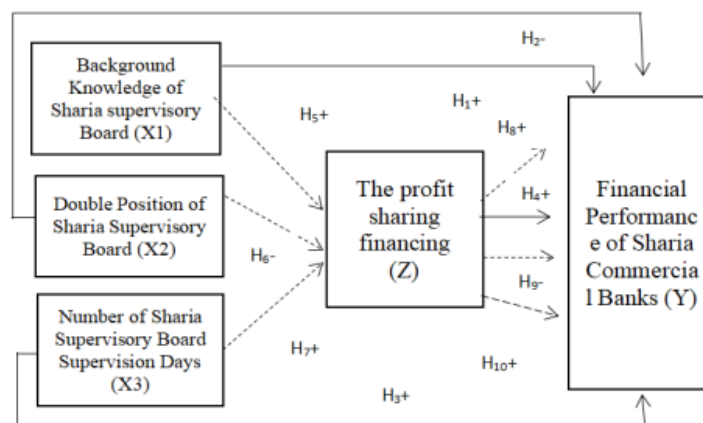 H2-
Background
Knowledge of
Sharia supervisory
Board (X1)
H5+
H1+
H8+
Double Position of
Sharia Supervisory
Board (X2)
H6-
The profit
sharing
financing
(Z)
H4+
H9-
Financial
Performanc
e of Sharia
Commercia
l Banks (Y)
Number of Sharia
Supervisory Board
Supervision Days
(X3)
H7+
H10+
H3+